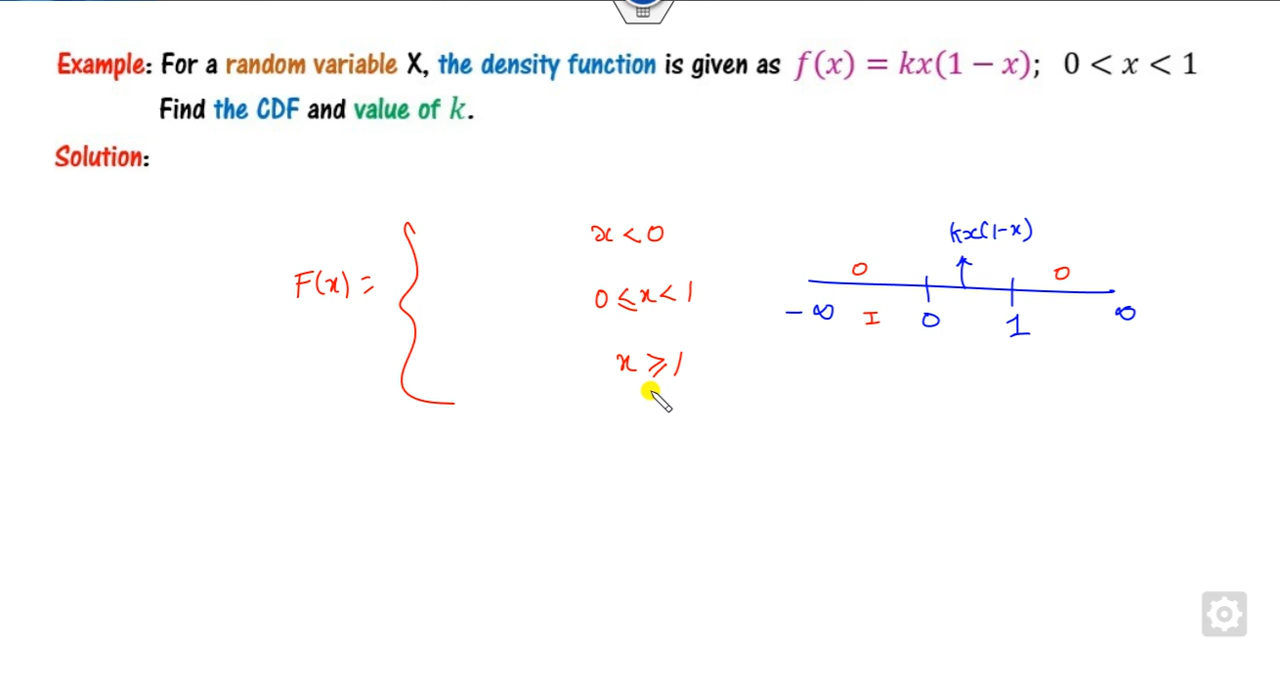 Example: For a random variable X, the density function is given as f(x) = kx(1 − x); 0 < x < 1
Find the CDF and value of k.
Solution:
kx(1-x)
x < 0
0 0
F(x) =
0 ≤ x < 1
-∞ I 0 1 ∞
x ≥ 1